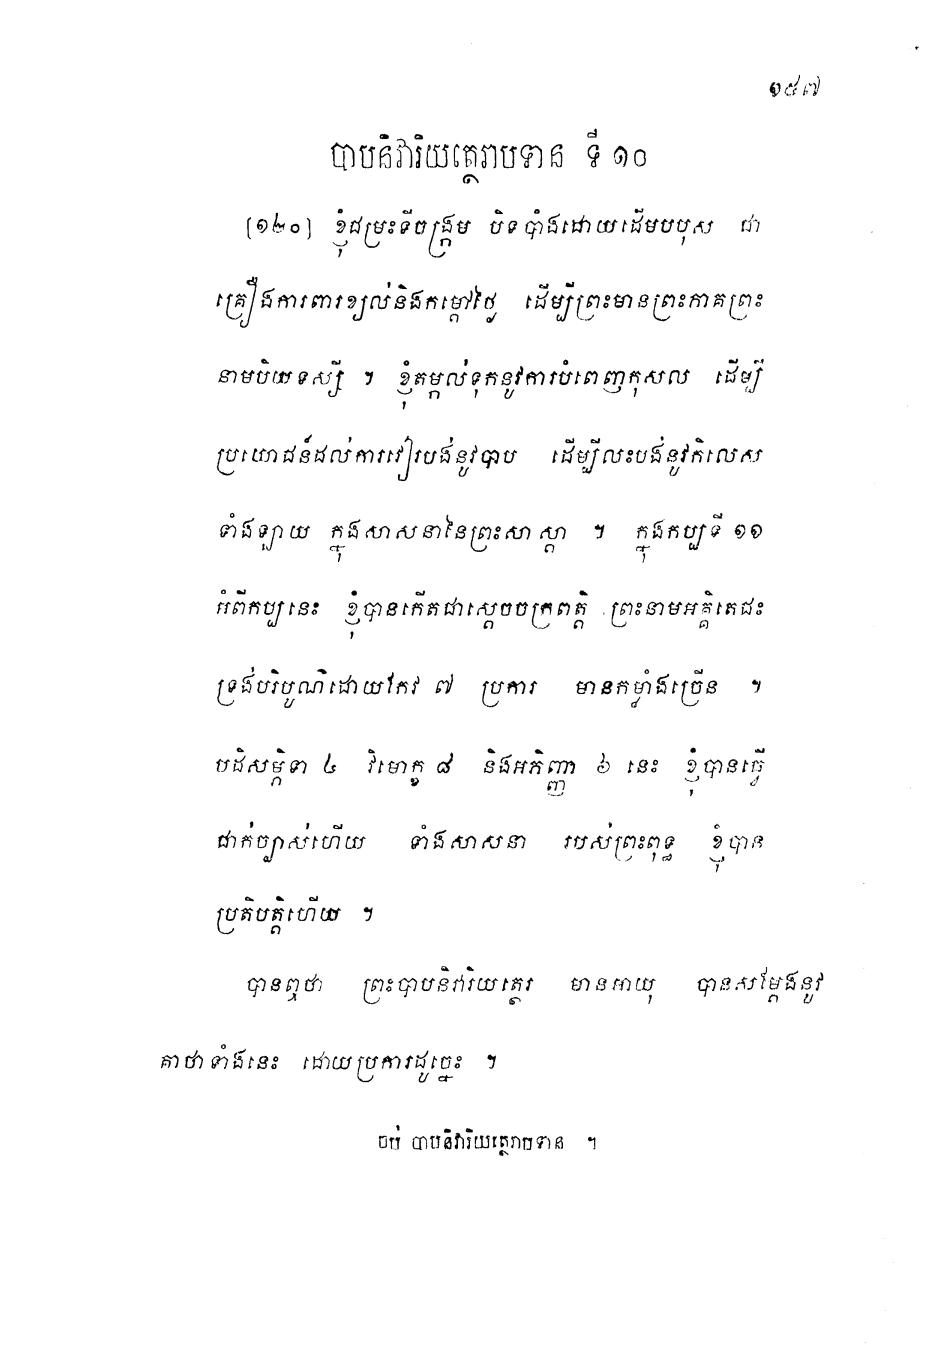 ១៥៧
បាបនិវារិយត្ថេរាបទាន ទី ១០
[១២០] ខ្ញុំជម្រះទីចង្ក្រម បិទបាំងដោយដើមបបុស ជា
គ្រឿងការពារខ្យល់និងកម្តៅថ្ងៃ ដើម្បីព្រះមានព្រះភាគព្រះ
នាមបិយទស្សី ។ ខ្ញុំតម្កល់ទុកនូវការបំពេញកុសល ដើម្បី
ប្រយោជន៍ដល់ការវៀរបង់នូវបាប ដើម្បីលះបង់នូវកិលេស
ទាំងឡាយ ក្នុងសាសនានៃព្រះសាស្តា ។ ក្នុងកប្បទី ១១
អំពីកប្បនេះ ខ្ញុំបានកើតជាស្តេចចក្រពត្តិ ព្រះនាមអគ្គិតេជះ
ទ្រង់បរិបូណ៌ដោយកែវ ៧ ប្រការ មានកម្លាំងច្រើន ។
បដិសម្ភិទា ៤ វិមោក្ខ ៨ និងអភិញ្ញា ៦ នេះ ខ្ញុំបានធ្វើ
ជាក់ច្បាស់ហើយ ទាំងសាសនា របស់ព្រះពុទ្ធ ខ្ញុំបាន
ប្រតិបត្តិហើយ ។
បានឮថា ព្រះបាបនិវារិយត្ថេរ មានអាយុ បានសម្តែងនូវ
គាថាទាំងនេះ ដោយប្រការដូច្នេះ ។
ចប់ បាបនិវារិយត្ថេរាបទាន ។